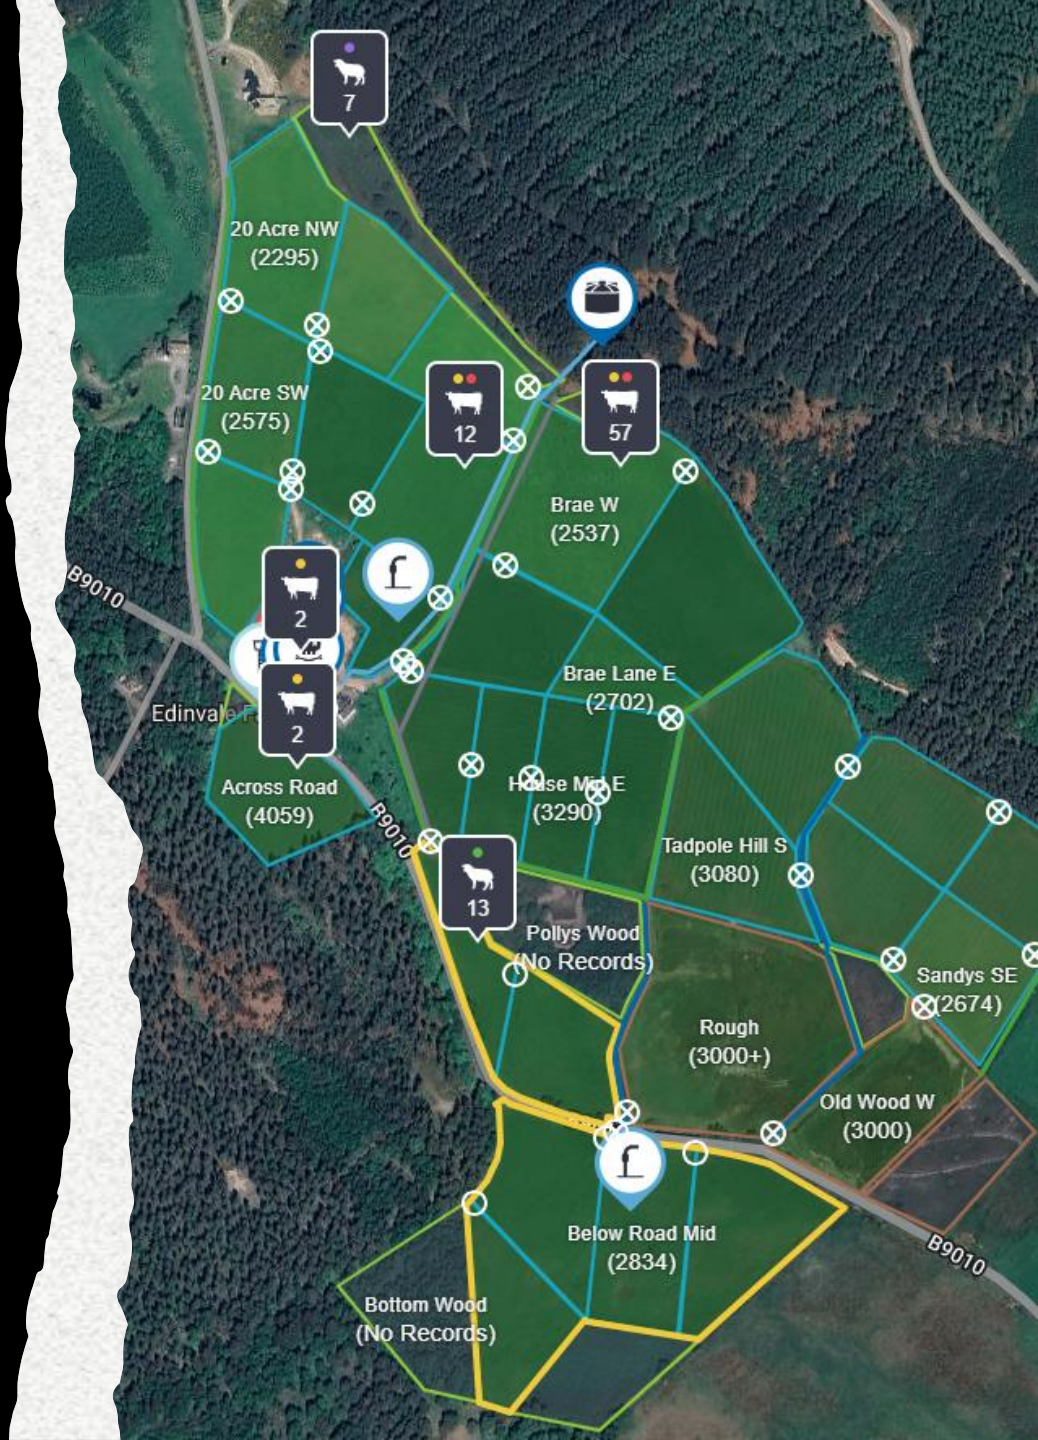 7
20 Acre NW
(2295)
20 Acre SW
(2575)
12
57
Brae W
(2537)
B9010
2
Brae Lane E
(2702)
2
Edinvale
Across Road
(4059)
B9010
House Mid E
(3290)
Tadpole Hill S
(3080)
13
Pollys Wood
(No Records)
Sandys SE
(2674)
Rough
(3000+)
Old Wood W
(3000)
Below Road Mid
(2834)
B9010
Bottom Wood
(No Records)